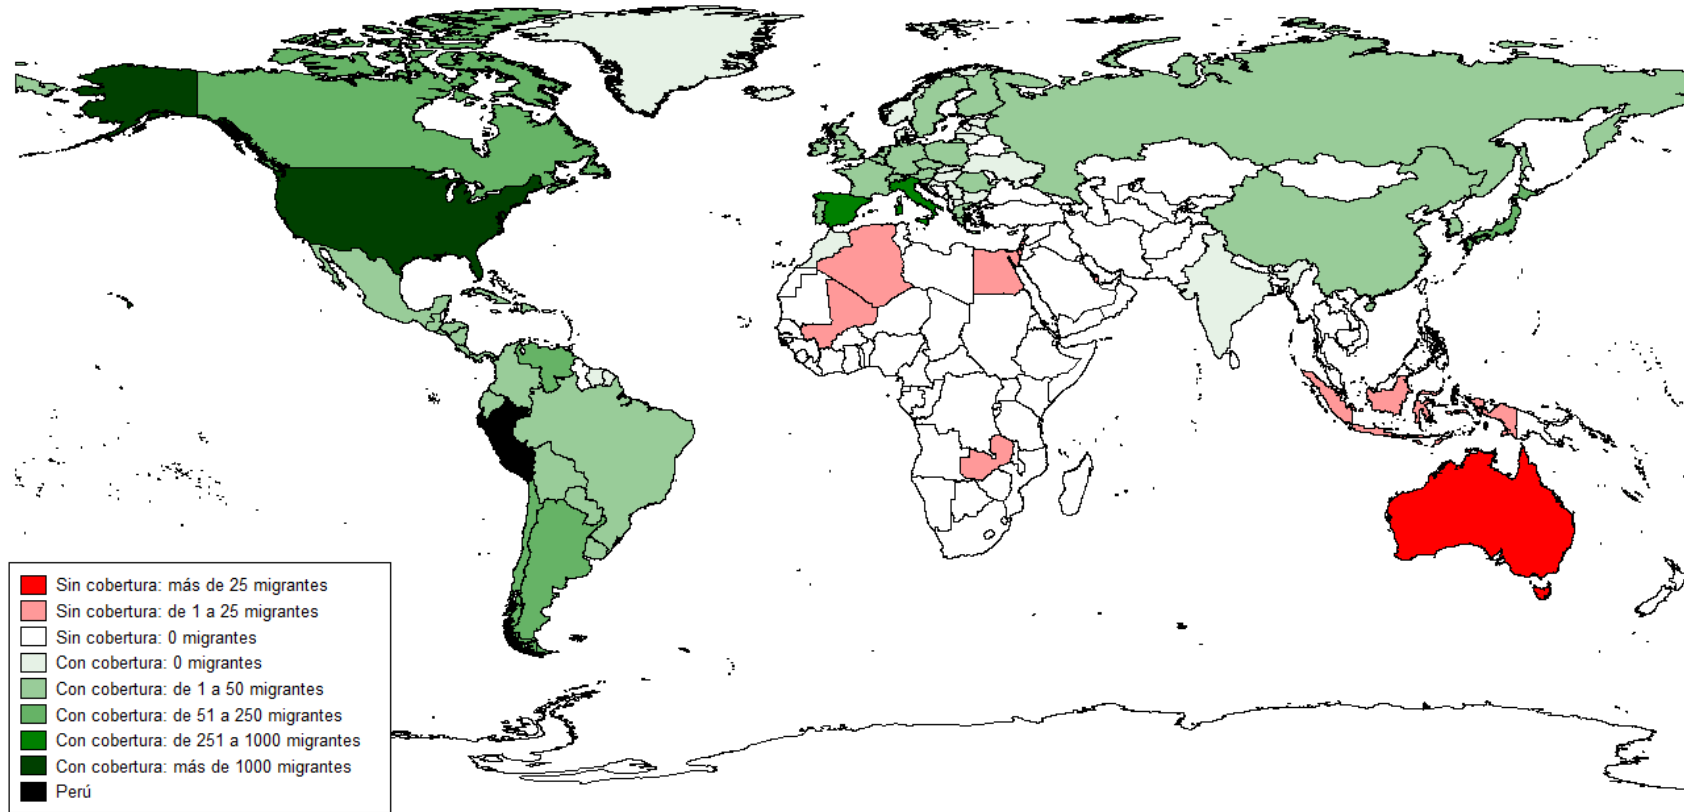 Sin cobertura: más de 25 migrantes
Sin cobertura: de 1 a 25 migrantes
Sin cobertura: 0 migrantes
Con cobertura: 0 migrantes
Con cobertura: de 1 a 50 migrantes
Con cobertura: de 51 a 250 migrantes
Con cobertura: de 251 a 1000 migrantes
Con cobertura: más de 1000 migrantes
Perú